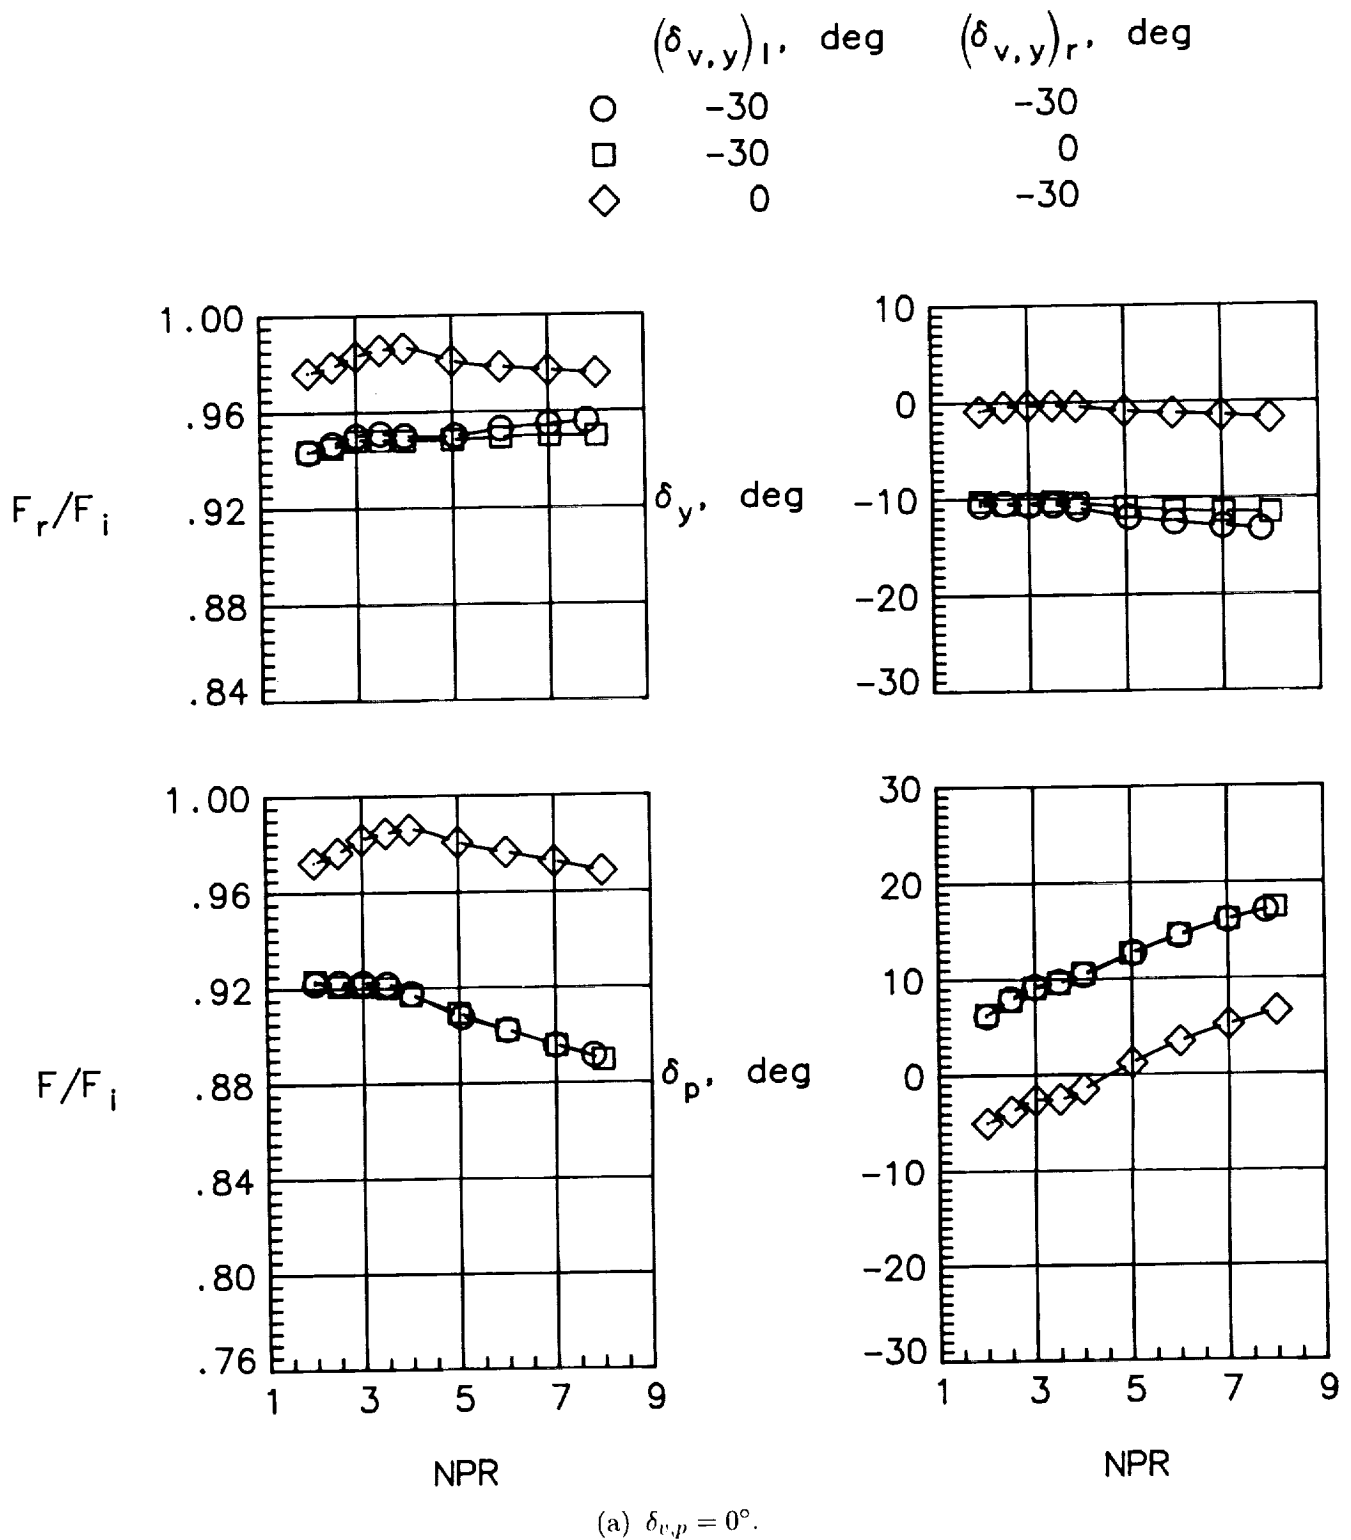 (δv,y)l, deg (δv,y)r, deg
○ -30 -30
□ -30 0
◇ 0 -30
1.00
.96
.92
.88
.84
Fr/Fi
10
0
-10
-20
-30
δy, deg
1.00
.96
.92
.88
.84
.80
.76
F/Fi
1 3 5 7 9
NPR
30
20
10
0
-10
-20
-30
δp, deg
1 3 5 7 9
NPR
(a) δv,p = 0°.